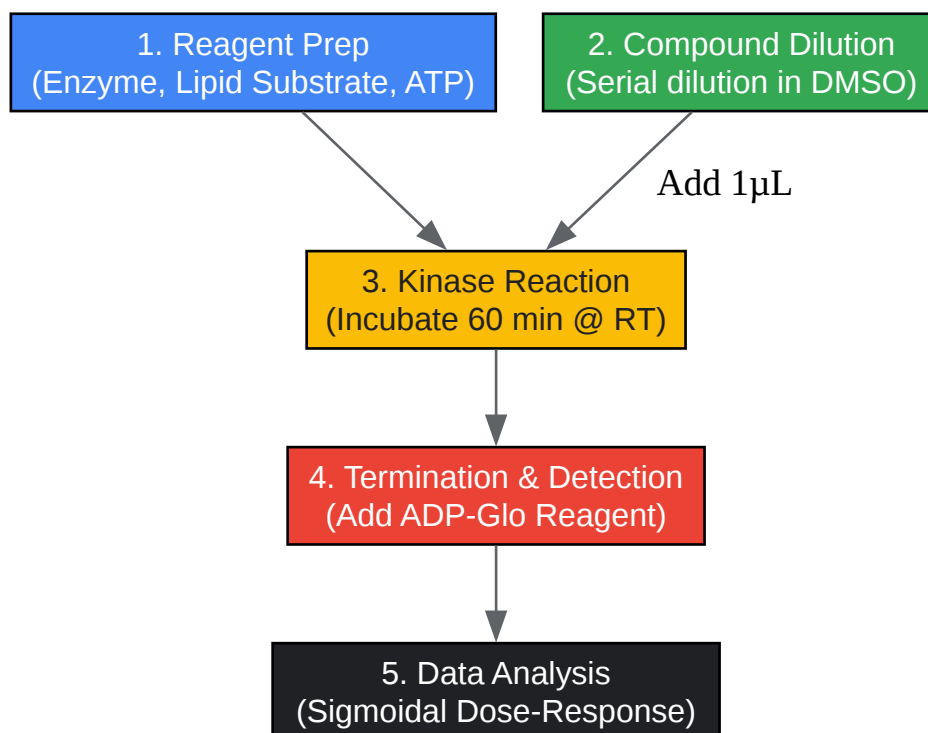 1. Reagent Prep
(Enzyme, Lipid Substrate, ATP)
2. Compound Dilution
(Serial dilution in DMSO)
Add 1µL
3. Kinase Reaction
(Incubate 60 min @ RT)
4. Termination & Detection
(Add ADP-Glo Reagent)
5. Data Analysis
(Sigmoidal Dose-Response)